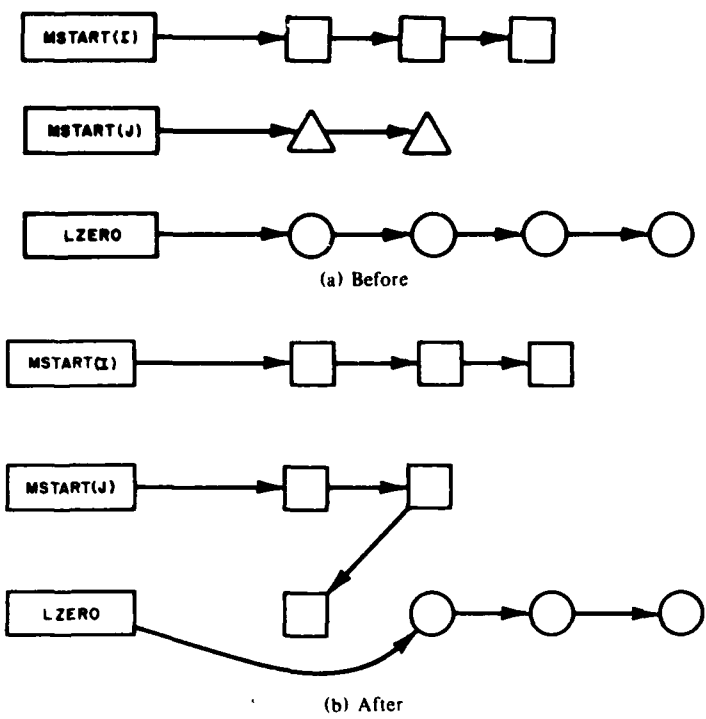 MSTART(I)
MSTART(J)
LZERO
(a) Before
MSTART(I)
MSTART(J)
LZERO
(b) After